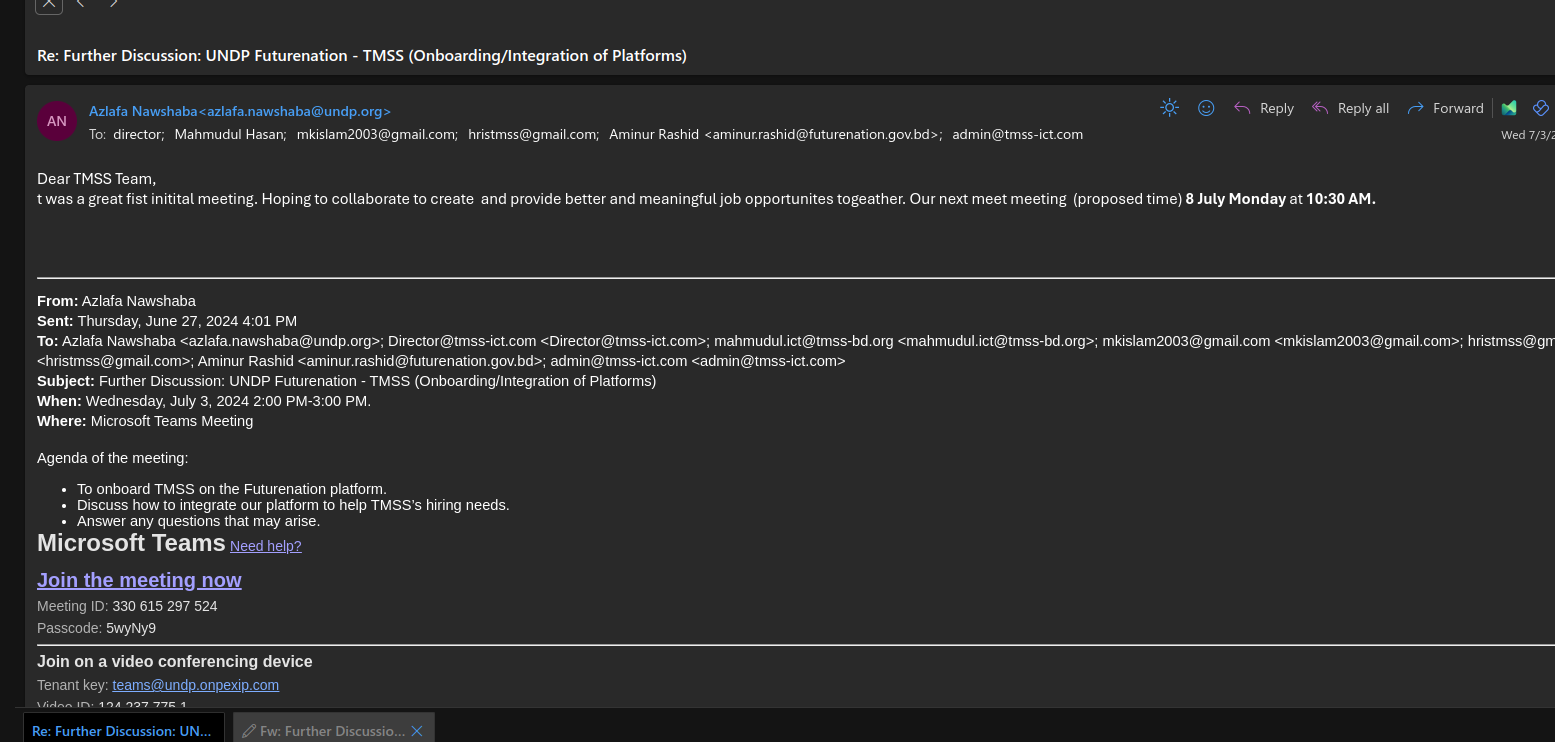 Re: Further Discussion: UNDP Futurenation - TMSS (Onboarding/Integration of Platforms)
AN
Azlafa Nawshaba<azlafa.nawshaba@undp.org>
Reply
Reply all
Forward
To: director; Mahmudul Hasan; mkislam2003@gmail.com; hristmss@gmail.com; Aminur Rashid <aminur.rashid@futurenation.gov.bd>; admin@tmss-ict.com
Wed 7/3/2
Dear TMSS Team,
t was a great fist initital meeting. Hoping to collaborate to create and provide better and meaningful job opportunites togeather. Our next meet meeting (proposed time) 8 July Monday at 10:30 AM.
From: Azlafa Nawshaba
Sent: Thursday, June 27, 2024 4:01 PM
To: Azlafa Nawshaba <azlafa.nawshaba@undp.org>; Director@tmss-ict.com <Director@tmss-ict.com>; mahmudul.ict@tmss-bd.org <mahmudul.ict@tmss-bd.org>; mkislam2003@gmail.com <mkislam2003@gmail.com>; hristmss@gm
<hristmss@gmail.com>; Aminur Rashid <aminur.rashid@futurenation.gov.bd>; admin@tmss-ict.com <admin@tmss-ict.com>
Subject: Further Discussion: UNDP Futurenation - TMSS (Onboarding/Integration of Platforms)
When: Wednesday, July 3, 2024 2:00 PM-3:00 PM.
Where: Microsoft Teams Meeting
Agenda of the meeting:
• To onboard TMSS on the Futurenation platform.
• Discuss how to integrate our platform to help TMSS's hiring needs.
• Answer any questions that may arise.
Microsoft Teams Need help?
Join the meeting now
Meeting ID: 330 615 297 524
Passcode: 5wyNy9
Join on a video conferencing device
Tenant key: teams@undp.onpexip.com
Video ID: 124 237 775 1
Re: Further Discussion: UN...
Fw: Further Discussio...